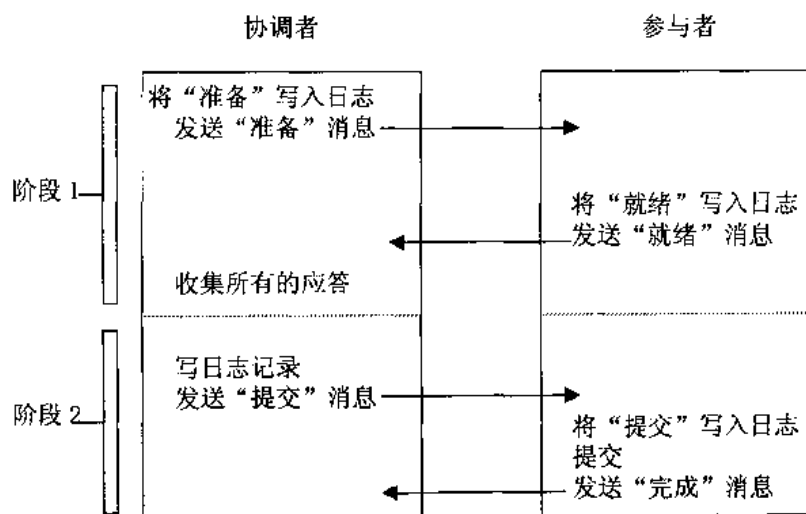 协调者
参与者
将“准备”写入日志
发送“准备”消息
阶段 1
将“就绪”写入日志
发送“就绪”消息
收集所有的应答
写日志记录
发送“提交”消息
阶段 2
将“提交”写入日志
提交
发送“完成”消息